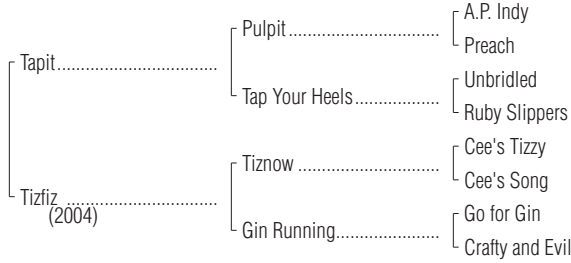 A.P. Indy
Pulpit
Preach
Tapit
Unbridled
Tap Your Heels
Ruby Slippers
Cee's Tizzy
Tiznow
Cee's Song
Tizfiz
(2004)
Go for Gin
Gin Running
Crafty and Evil